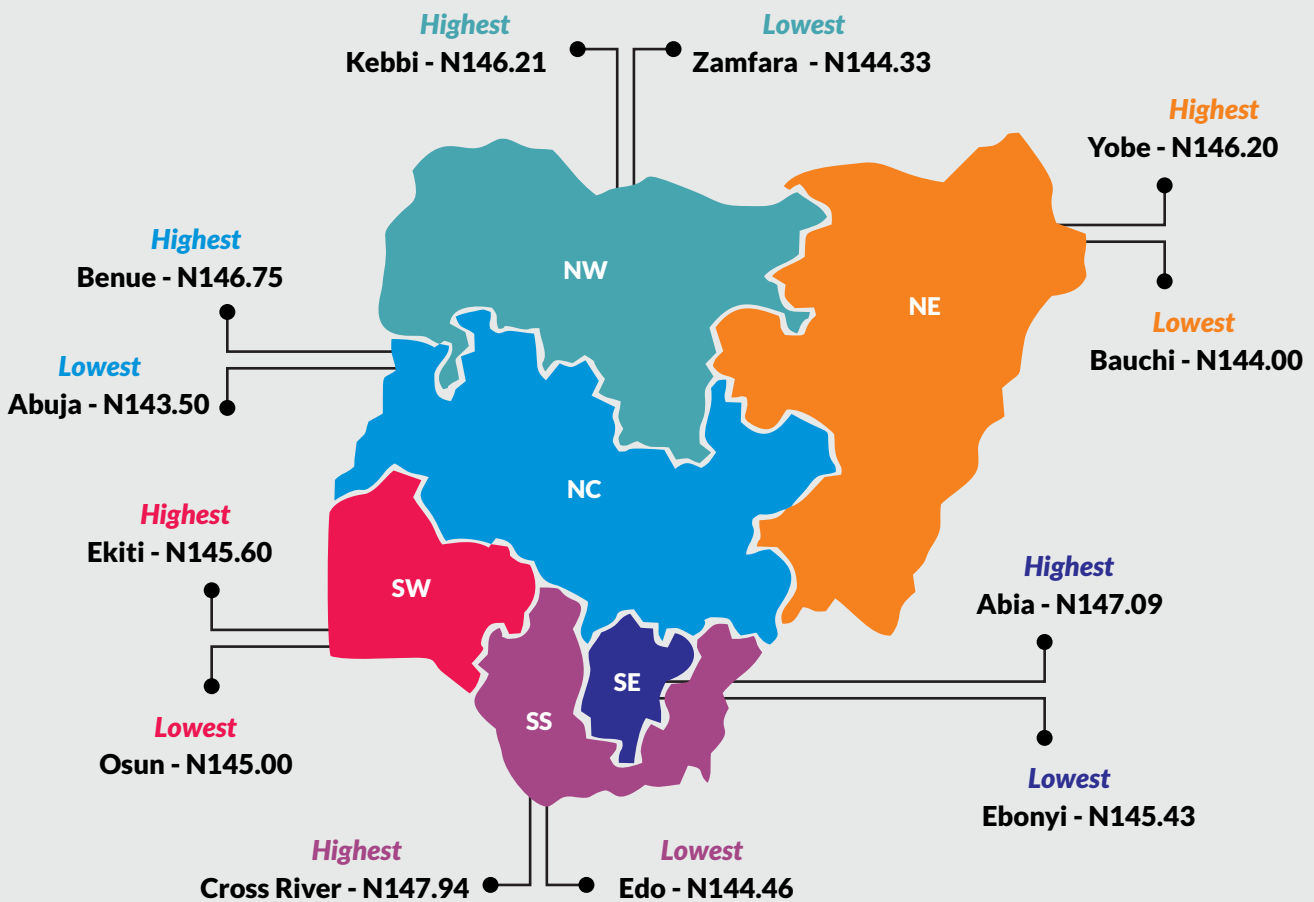 Highest
Kebbi - N146.21
Lowest
Zamfara - N144.33
Highest
Yobe - N146.20
Lowest
Bauchi - N144.00
Highest
Benue - N146.75
Lowest
Abuja - N143.50
NW
NE
NC
Highest
Ekiti - N145.60
Lowest
Osun - N145.00
SW
SE
SS
Highest
Abia - N147.09
Lowest
Ebonyi - N145.43
Highest
Cross River - N147.94
Lowest
Edo - N144.46